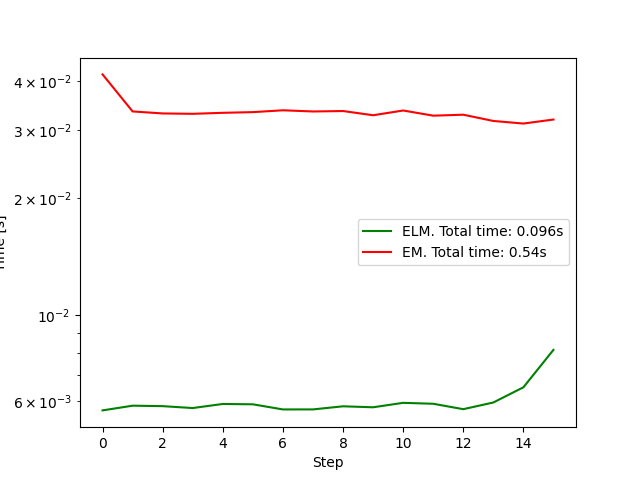 4 × 10⁻²
3 × 10⁻²
2 × 10⁻²
10⁻²
6 × 10⁻³
ELM. Total time: 0.096s
EM. Total time: 0.54s
0 2 4 6 8 10 12 14
Step